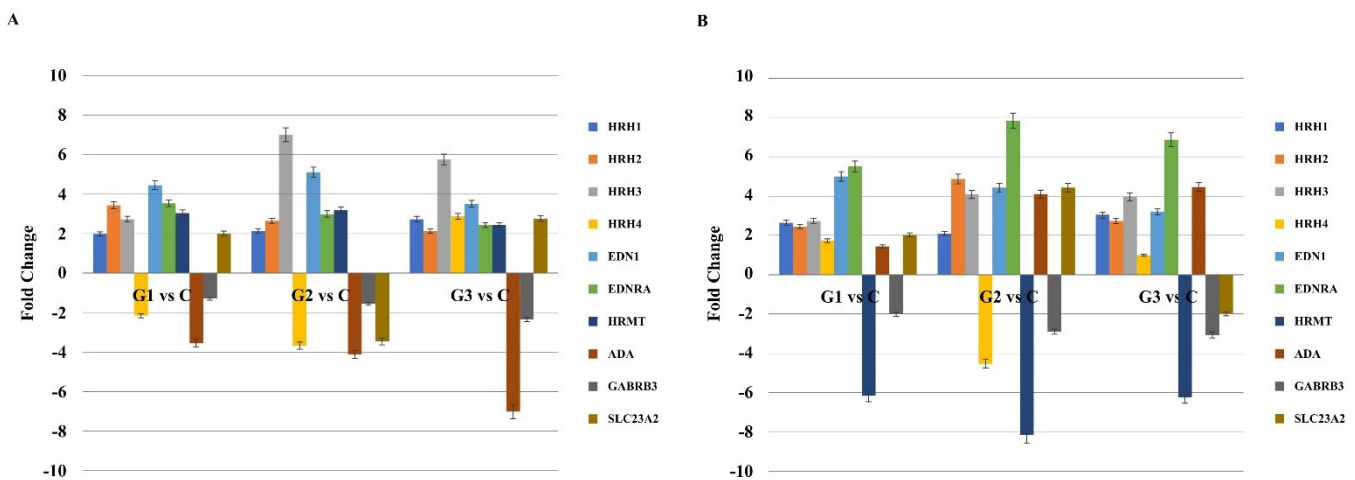 A
Fold Change
10
8
6
4
2
0
-2
-4
-6
-8
-10
G1 vs C
G2 vs C
G3 vs C
HRH1
HRH2
HRH3
HRH4
EDN1
EDNRA
HRMT
ADA
GABRB3
SLC23A2
B
Fold Change
10
8
6
4
2
0
-2
-4
-6
-8
-10
G1 vs C
G2 vs C
G3 vs C
HRH1
HRH2
HRH3
HRH4
EDN1
EDNRA
HRMT
ADA
GABRB3
SLC23A2